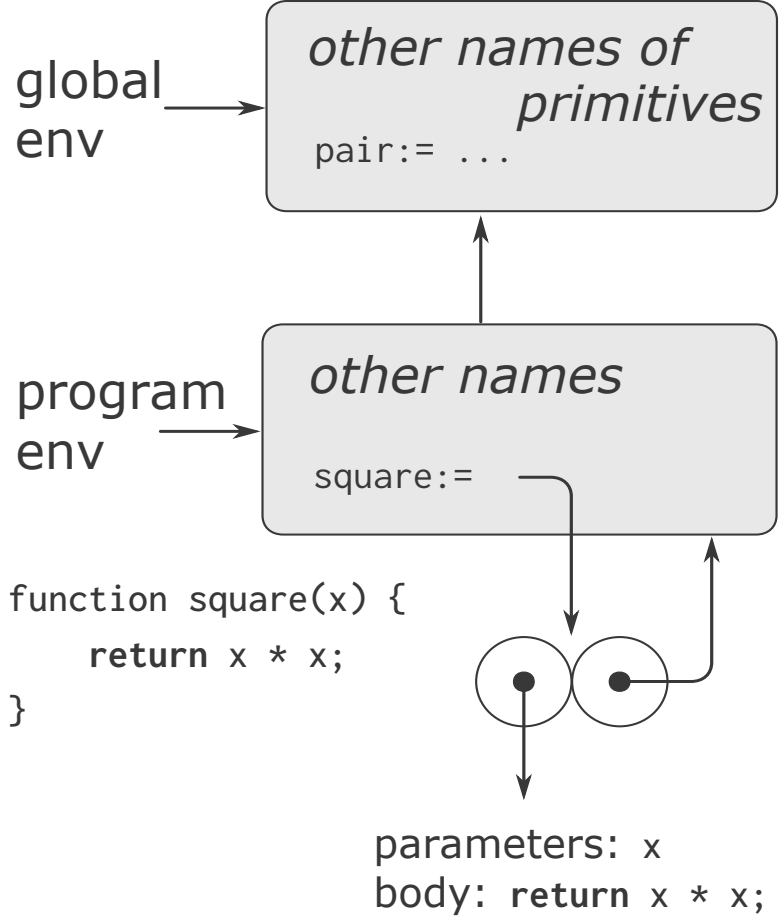 global
env
other names of
primitives
pair:= ...
program
env
other names
square:=
function square(x) {
    return x * x;
}
parameters: x
body: return x * x;